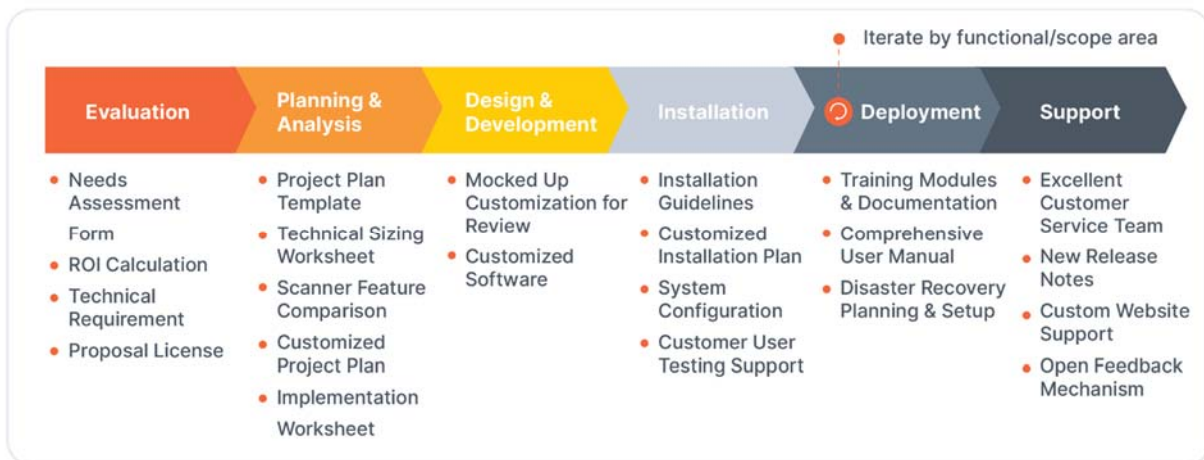 Iterate by functional/scope area
Evaluation
Planning &
Analysis
Design &
Development
Installation
Deployment
Support
Needs
Assessment
Form
ROI Calculation
Technical
Requirement
Proposal License
Project Plan
Template
Technical Sizing
Worksheet
Scanner Feature
Comparison
Customized
Project Plan
Implementation
Worksheet
Mocked Up
Customization for
Review
Customized
Software
Installation
Guidelines
Customized
Installation Plan
System
Configuration
Customer User
Testing Support
Training Modules
& Documentation
Comprehensive
User Manual
Disaster Recovery
Planning & Setup
Excellent
Customer
Service Team
New Release
Notes
Custom Website
Support
Open Feedback
Mechanism